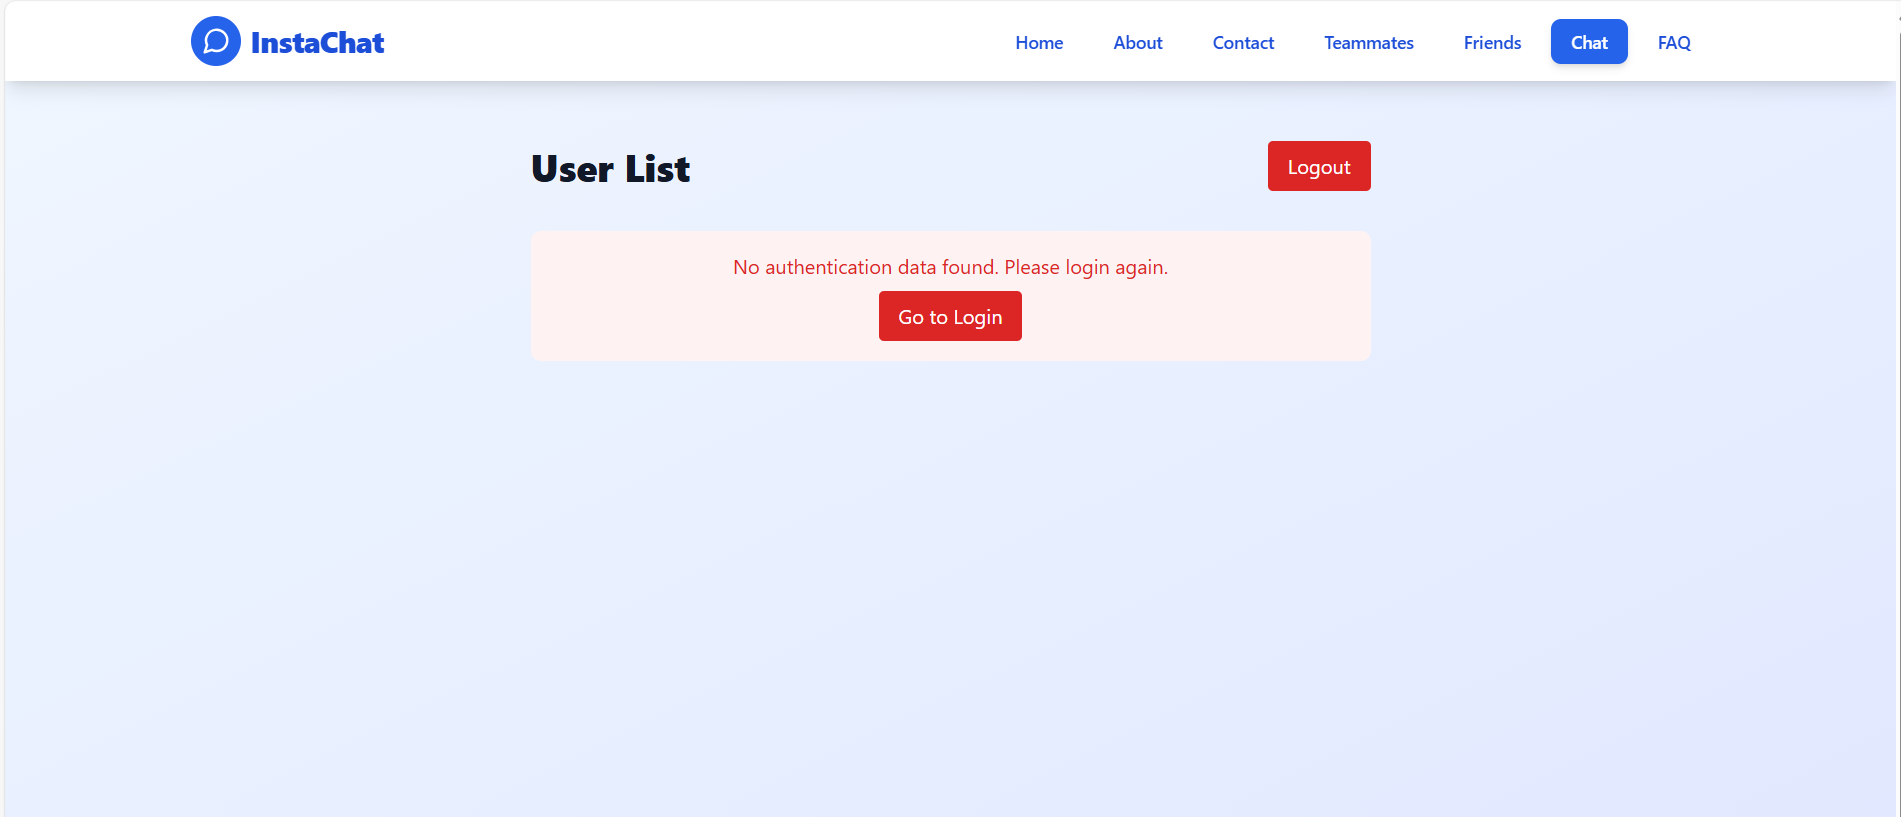 InstaChat
Home About Contact Teammates Friends Chat FAQ
User List
Logout
No authentication data found. Please login again.
Go to Login